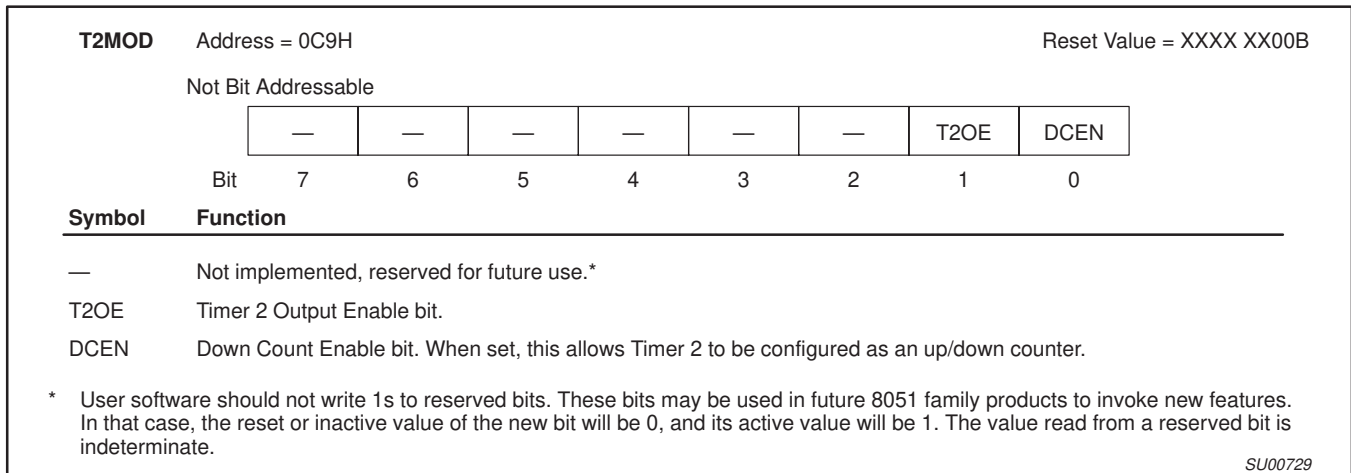 T2MOD Address = 0C9H Reset Value = XXXX XX00B
Not Bit Addressable
— — — — — — T2OE DCEN
Bit 7 6 5 4 3 2 1 0
Symbol Function
— Not implemented, reserved for future use.*
T2OE Timer 2 Output Enable bit.
DCEN Down Count Enable bit. When set, this allows Timer 2 to be configured as an up/down counter.
* User software should not write 1s to reserved bits. These bits may be used in future 8051 family products to invoke new features.
In that case, the reset or inactive value of the new bit will be 0, and its active value will be 1. The value read from a reserved bit is
indeterminate.
SU00729